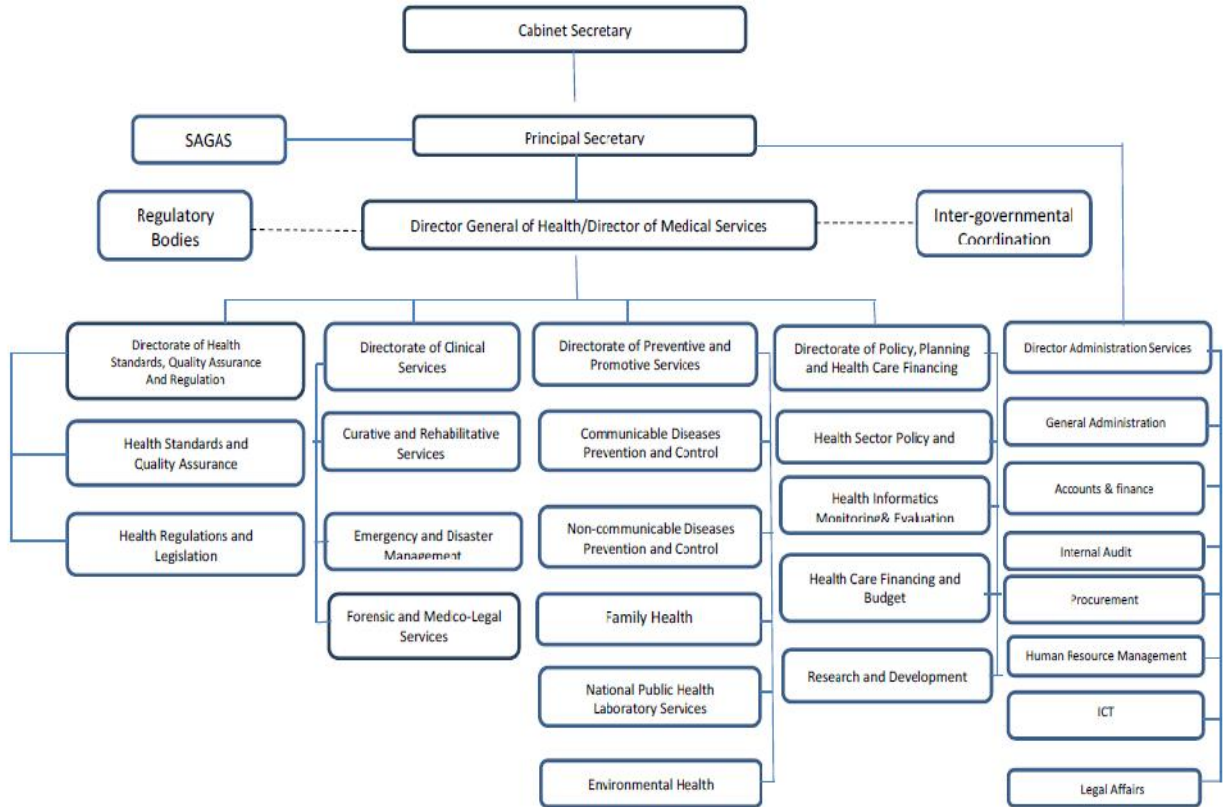 Cabinet Secretary
SAGAS
Principal Secretary
Regulatory
Bodies
Director General of Health/Director of Medical Services
Inter-governmental
Coordination
Directorate of Health
Standards, Quality Assurance
And Regulation
Directorate of Clinical
Services
Directorate of Preventive and
Promotive Services
Directorate of Policy, Planning
and Health Care Financing
Director Administration Services
Health Standards and
Quality Assurance
Curative and Rehabilitative
Services
Communicable Diseases
Prevention and Control
Health Sector Policy and
General Administration
Health Regulations and
Legislation
Emergency and Disaster
Management
Non-communicable Diseases
Prevention and Control
Health Informatics
Monitoring& Evaluation
Accounts & finance
Internal Audit
Forensic and Medico-Legal
Services
Family Health
Health Care Financing and
Budget
Procurement
Human Resource Management
National Public Health
Laboratory Services
Research and Development
ICT
Environmental Health
Legal Affairs